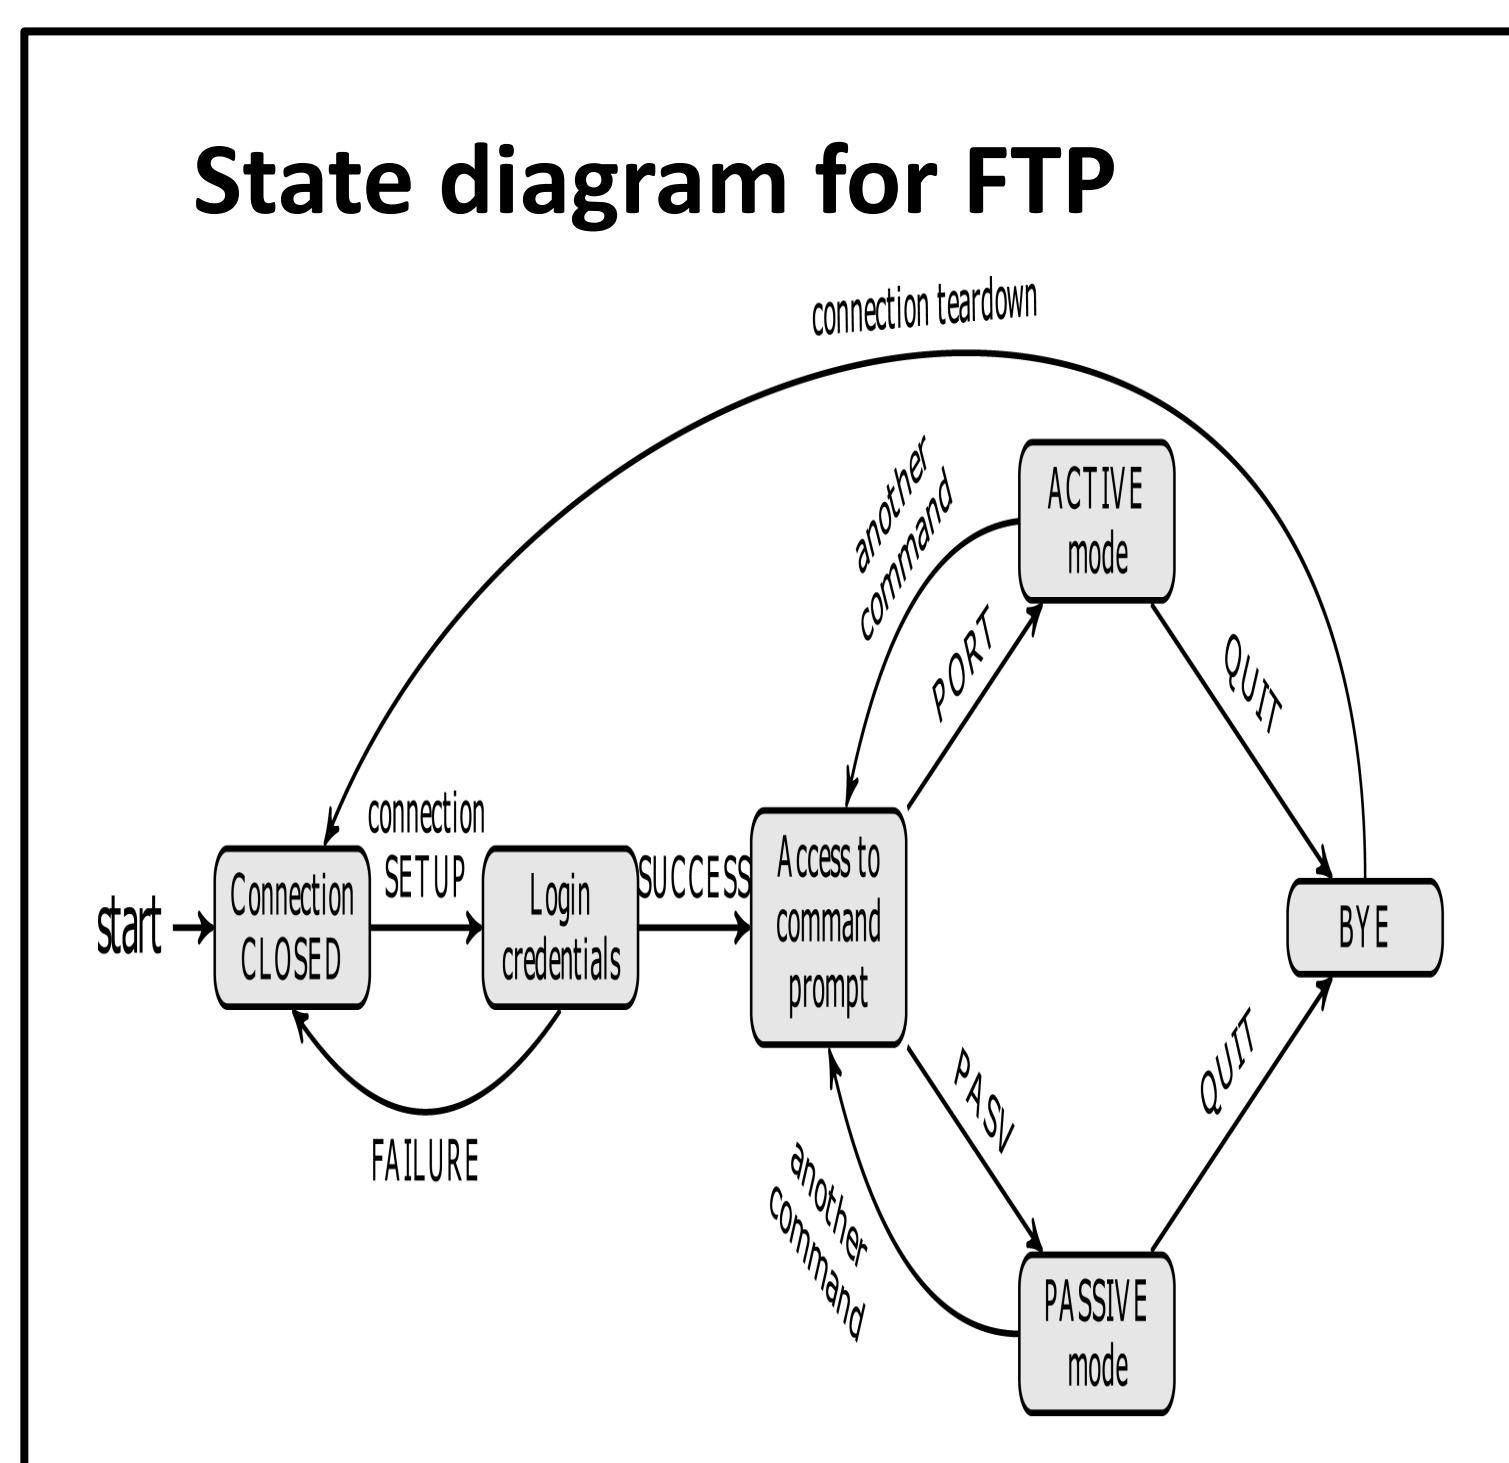 State diagram for FTP
connection teardown
another
command
ACTIVE
mode
PORT
QUIT
connection
SETUP
SUCCESS
start
Connection
CLOSED
Login
credentials
Access to
command
prompt
BYE
FAILURE
PASV
QUIT
another
command
PASSIVE
mode